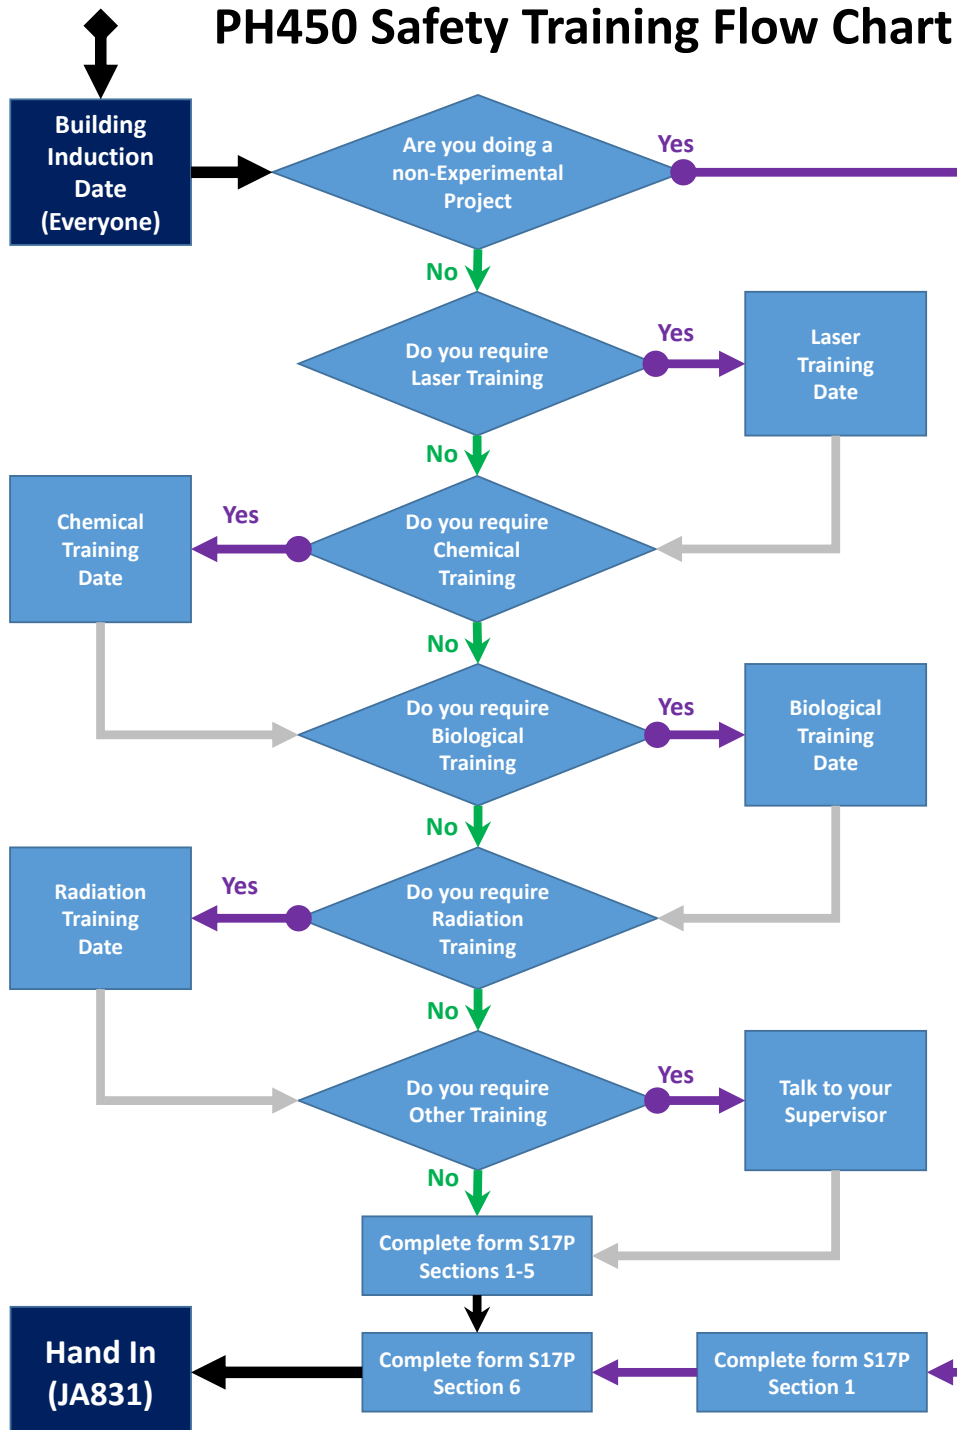 PH450 Safety Training Flow Chart
Building
Induction
Date
(Everyone)
Are you doing a
non-Experimental
Project
Yes
No
Do you require
Laser Training
Yes
Laser
Training
Date
No
Chemical
Training
Date
Yes
Do you require
Chemical
Training
No
Do you require
Biological
Training
Yes
Biological
Training
Date
No
Radiation
Training
Date
Yes
Do you require
Radiation
Training
No
Do you require
Other Training
Yes
Talk to your
Supervisor
No
Complete form S17P
Sections 1-5
Hand In
(JA831)
Complete form S17P
Section 6
Complete form S17P
Section 1